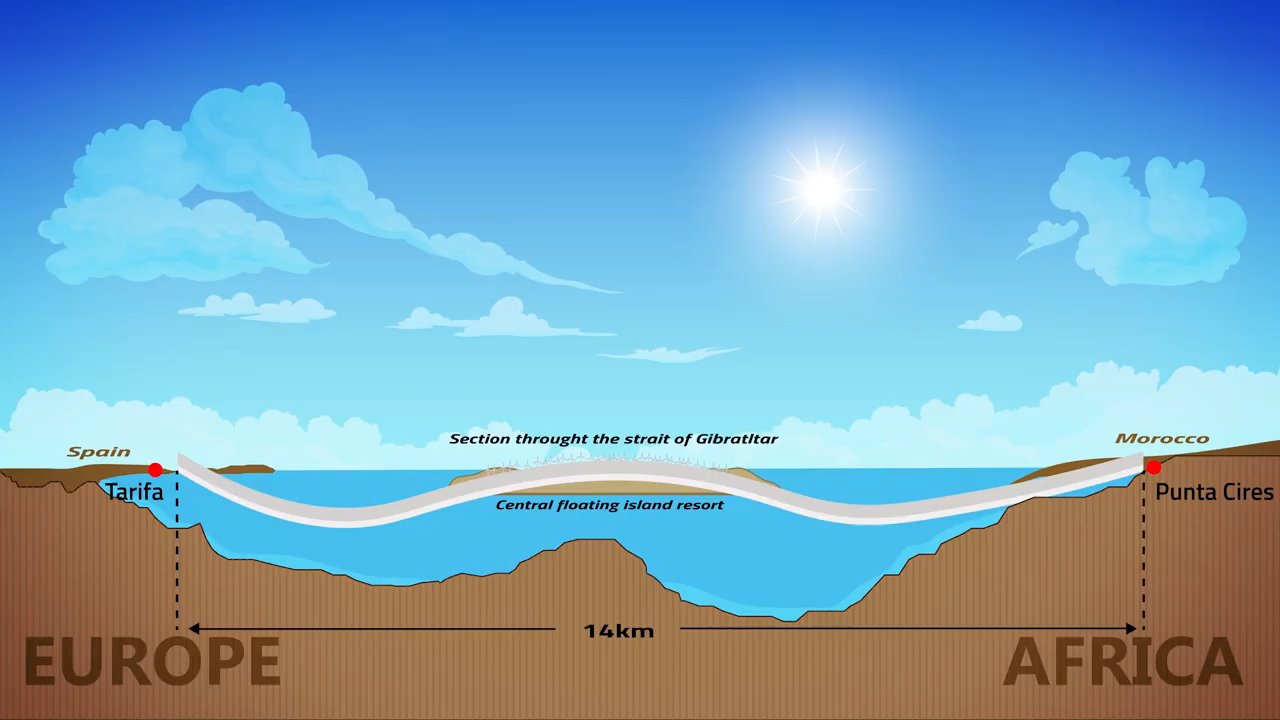 Section throught the strait of Gibratltar
Spain
Morocco
Tarifa
Punta Cires
Central floating island resort
14km
EUROPE
AFRICA